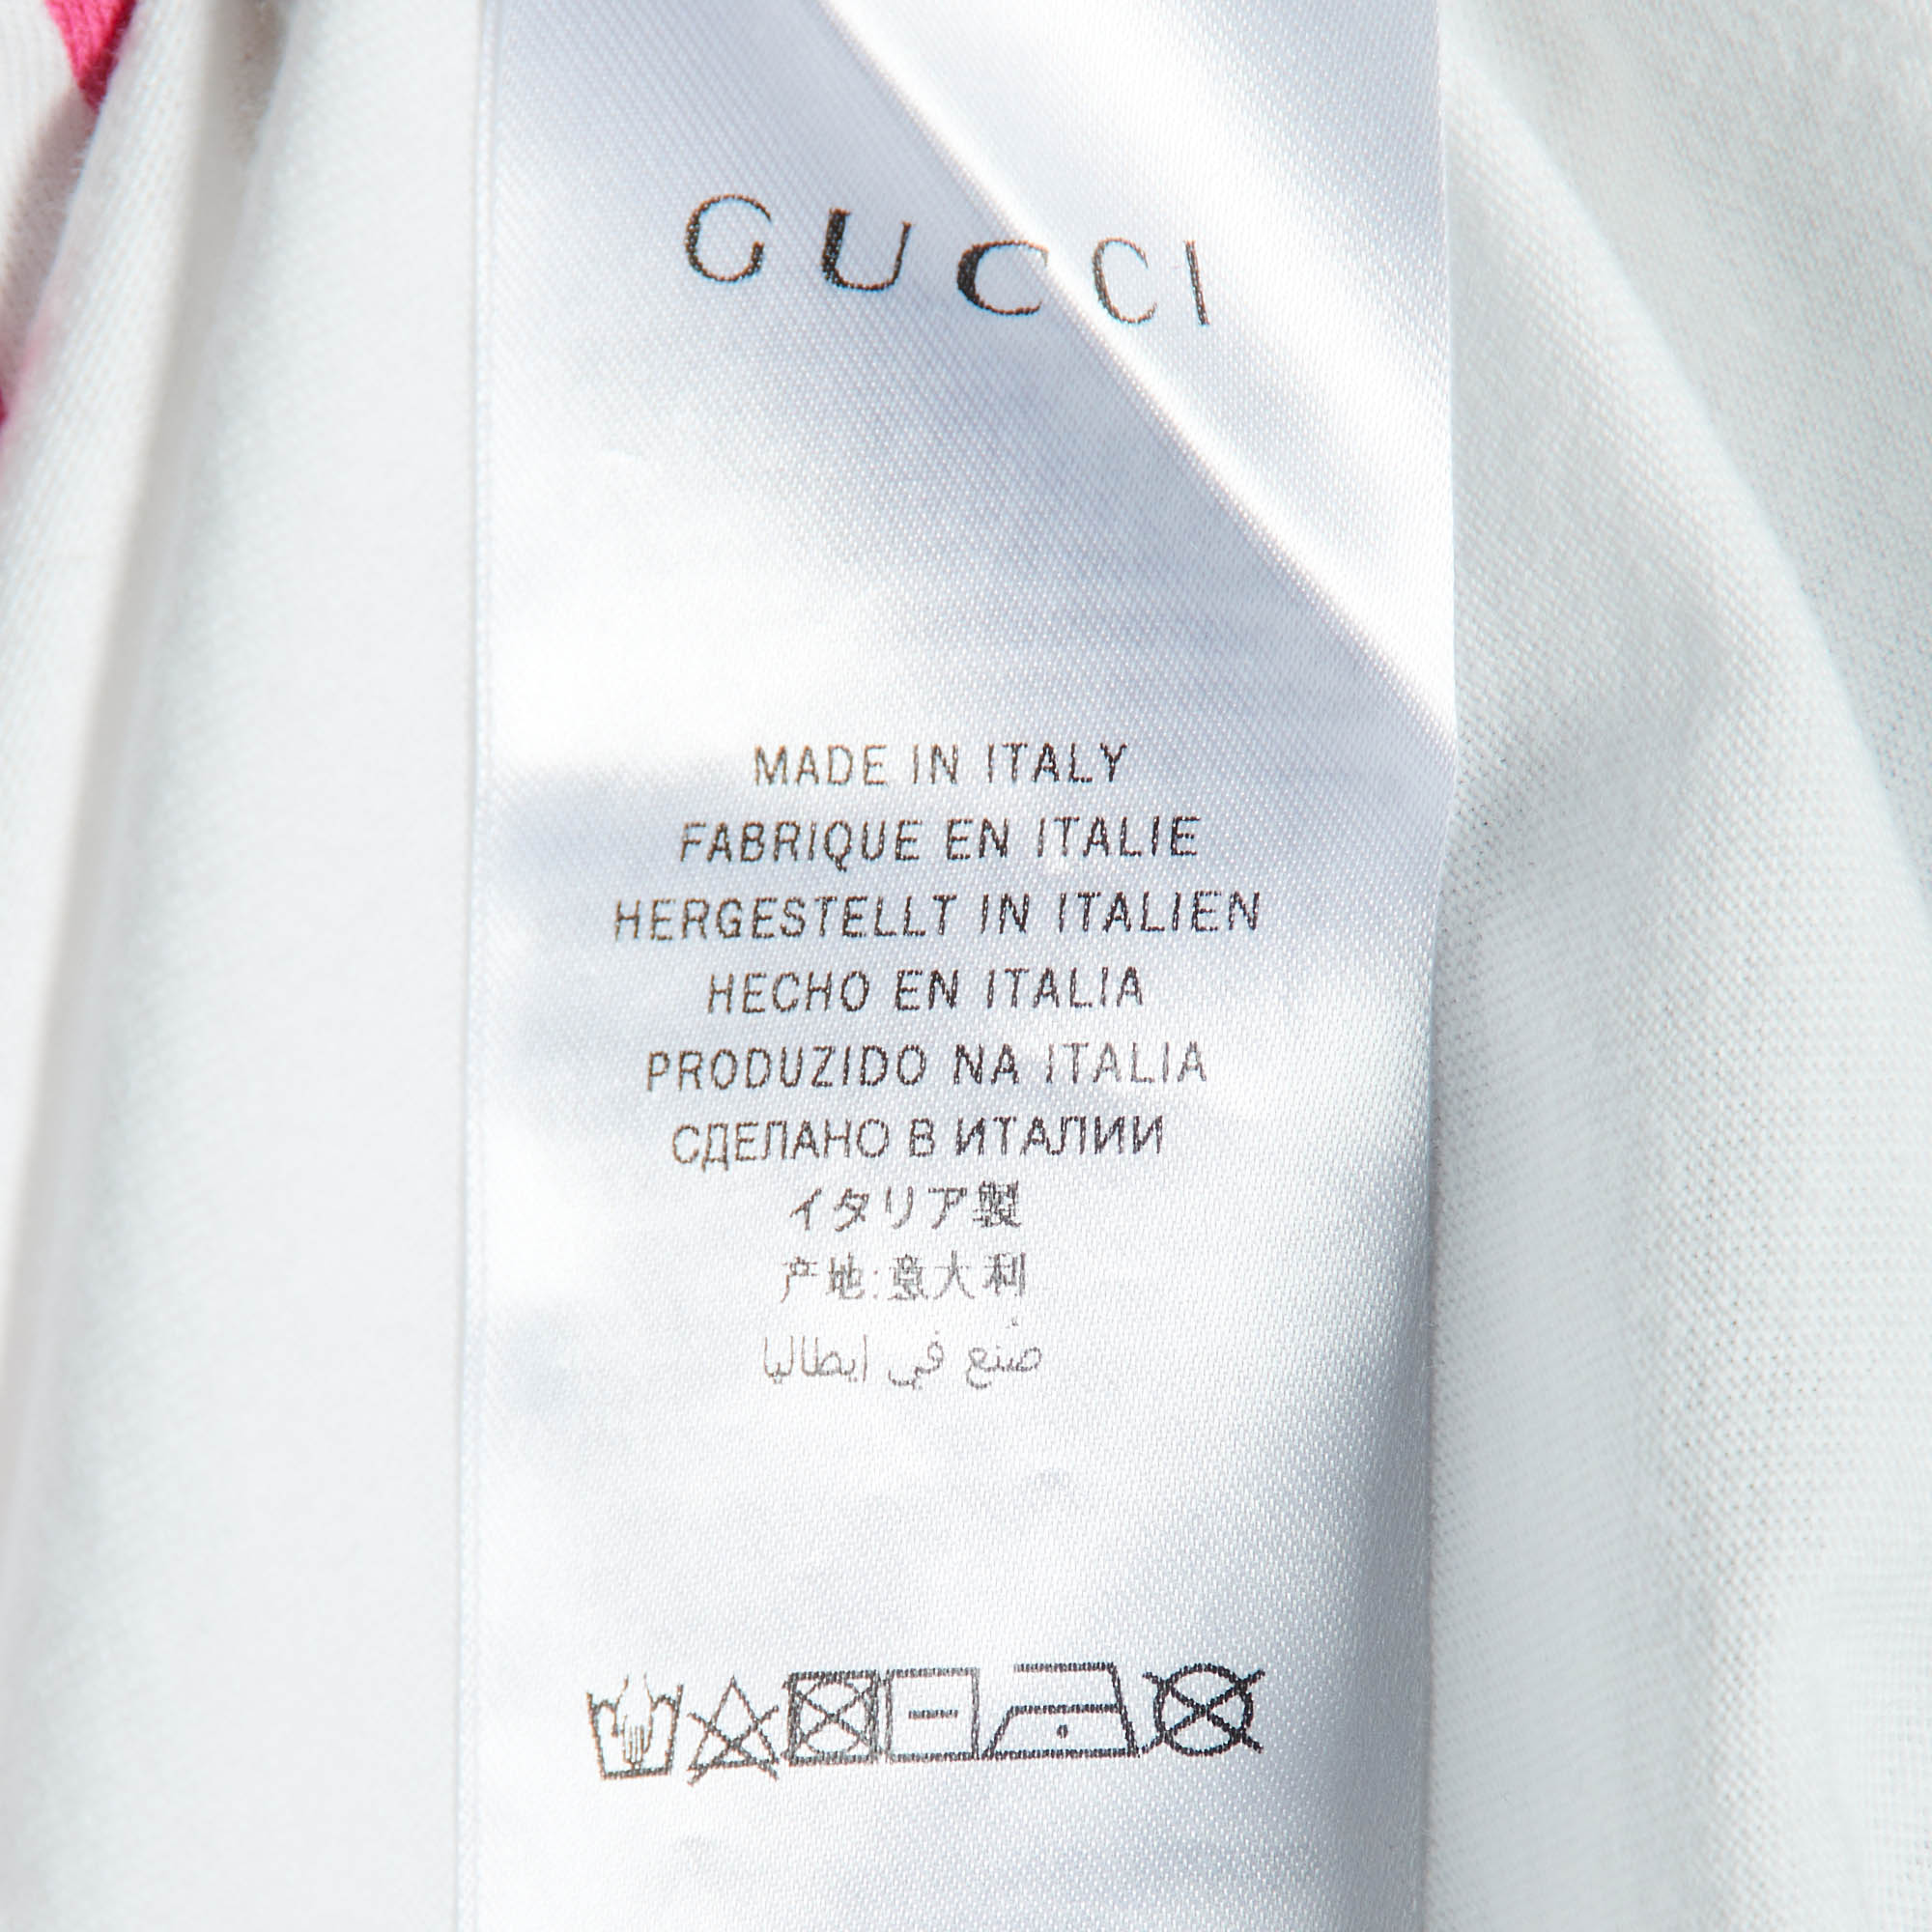 GUCCI
MADE IN ITALY
FABRIQUE EN ITALIE
HERGESTELLT IN ITALIEN
HECHO EN ITALIA
PRODUZIDO NA ITALIA
СДЕЛАНО В ИТАЛИИ
イタリア製
产地:意大利
صُنع في ايطاليا